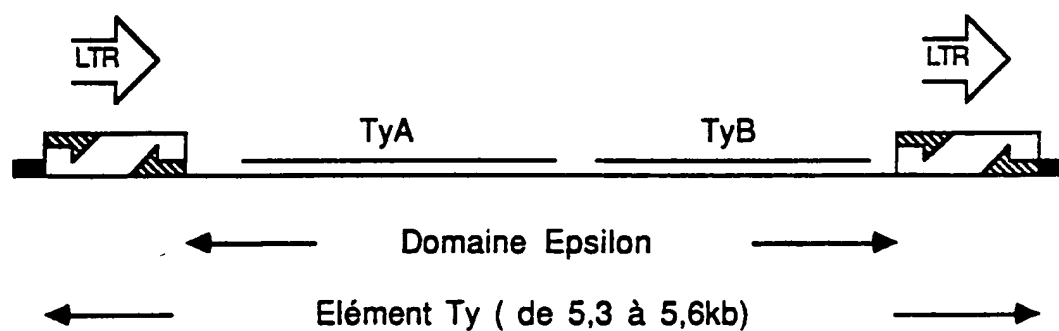 LTR LTR
TyA TyB
Domaine Epsilon
Elément Ty ( de 5,3 à 5,6kb)